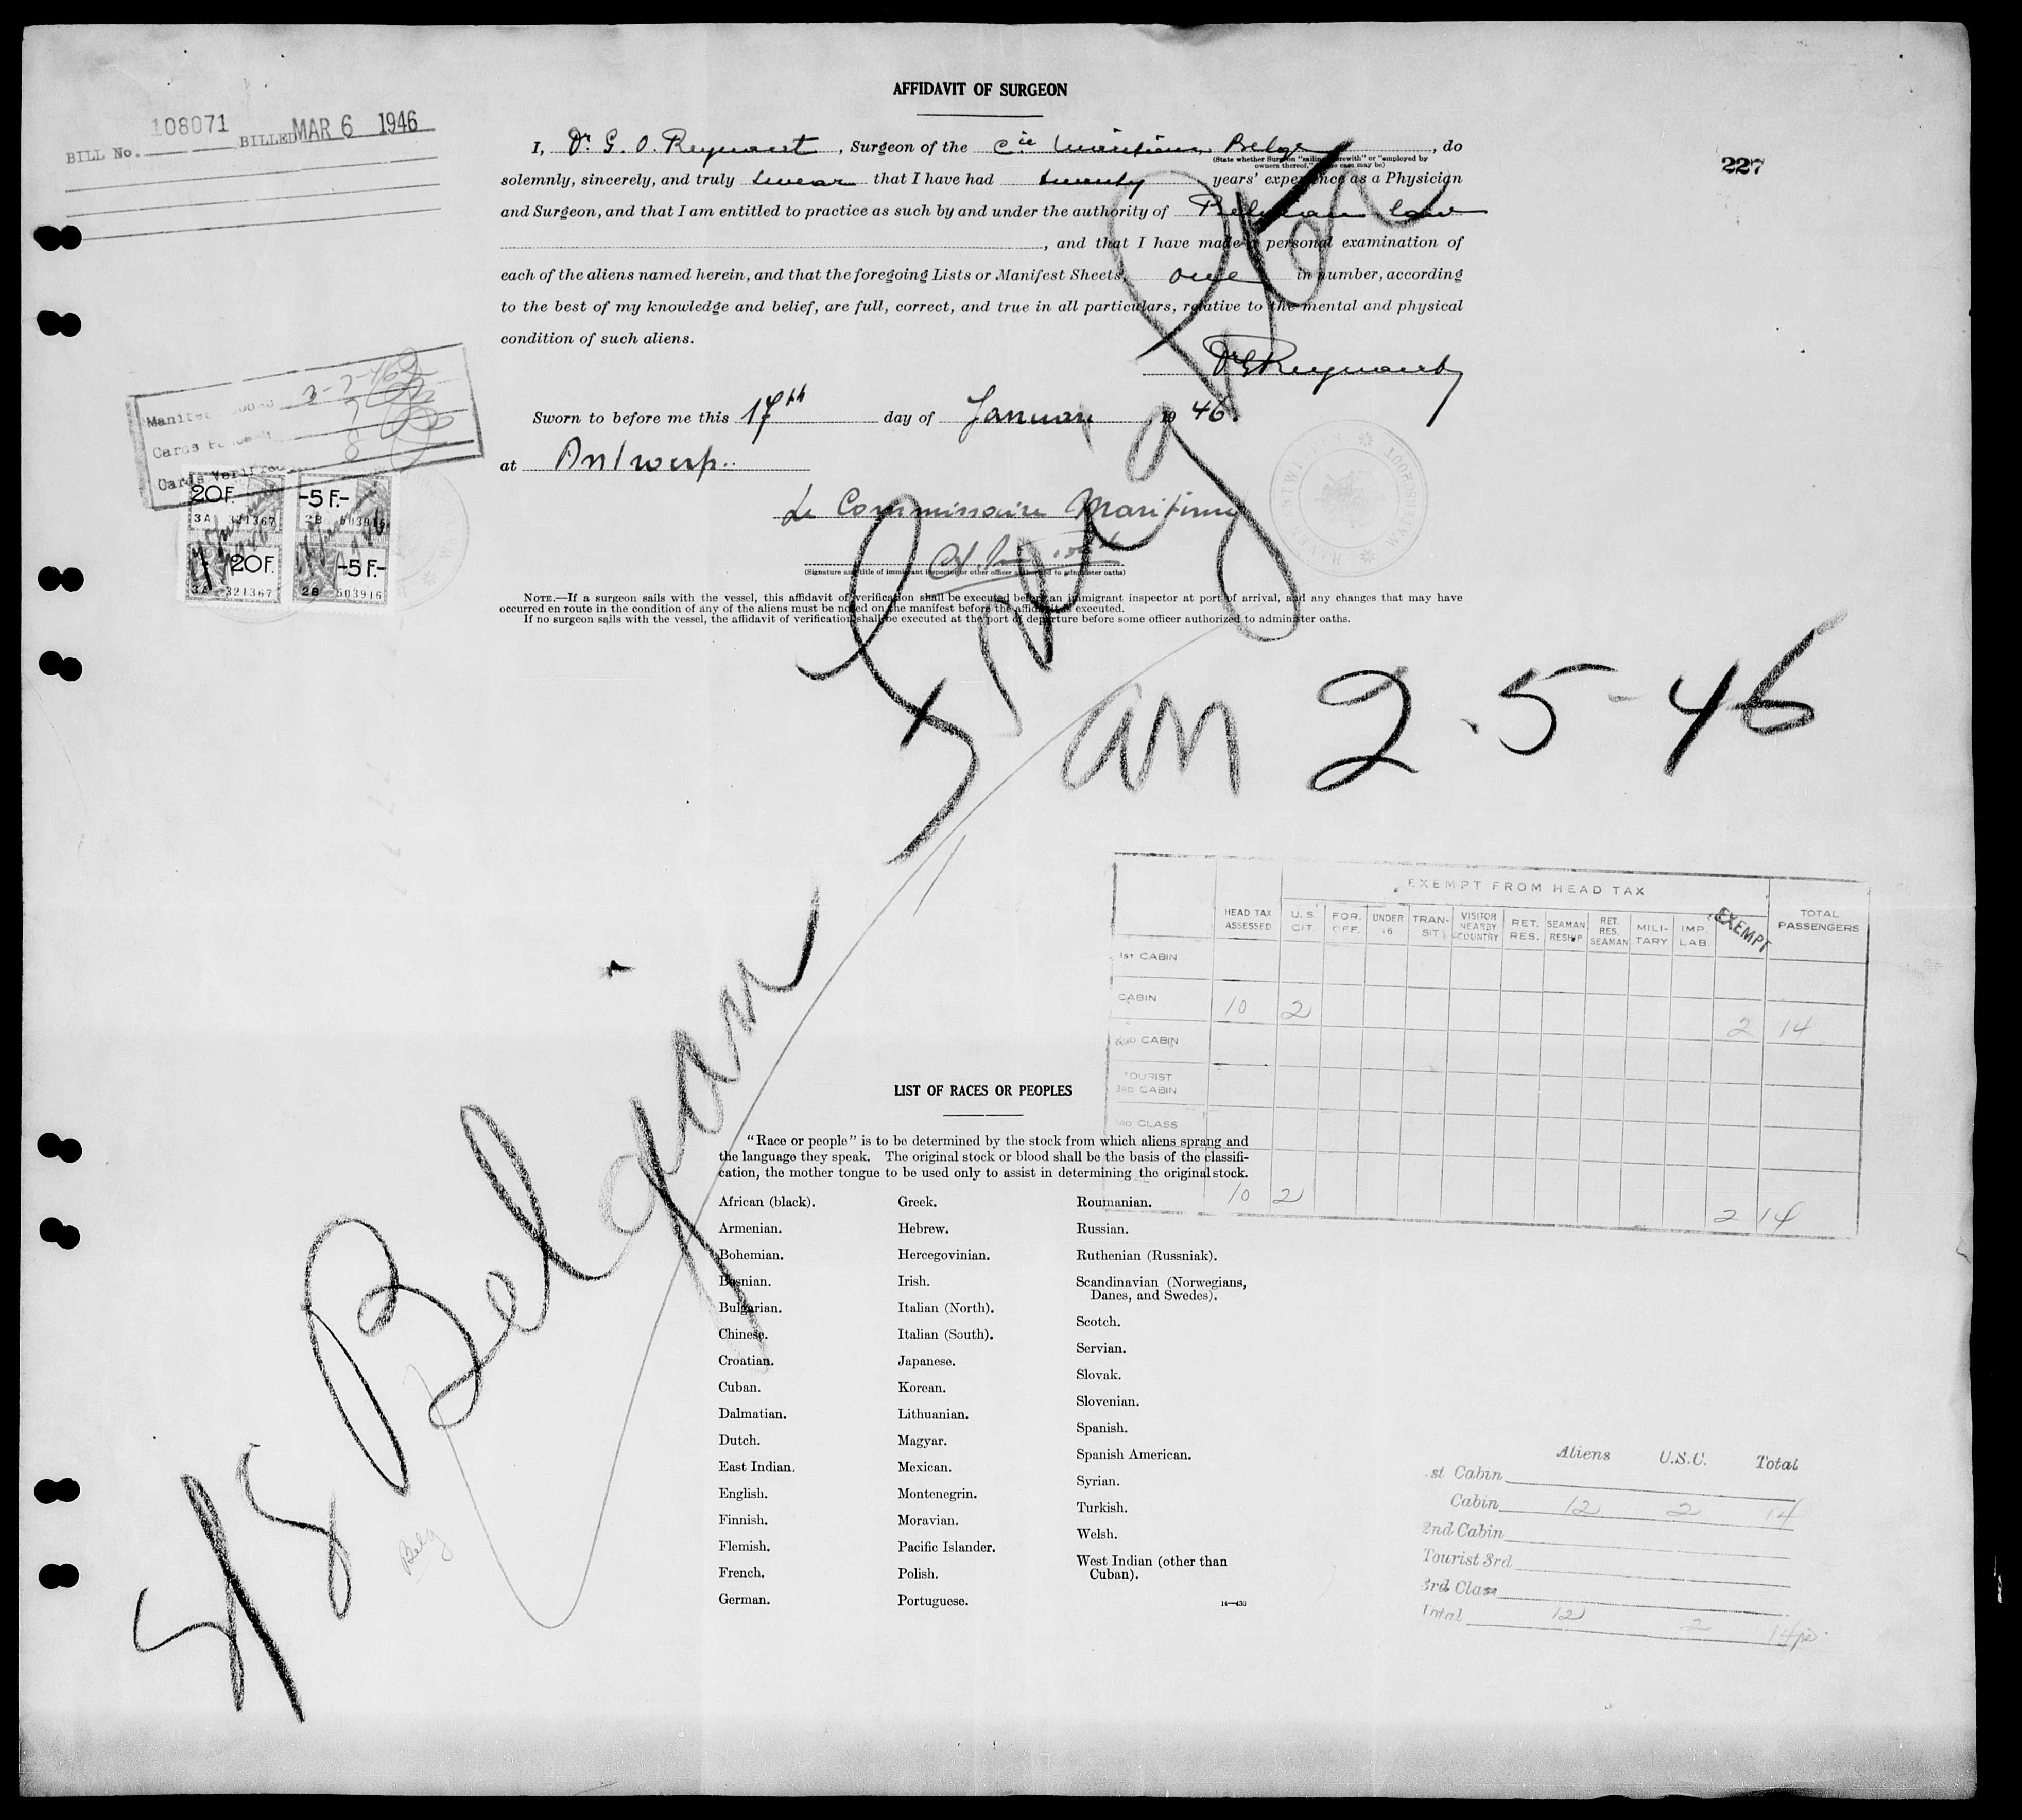 AFFIDAVIT OF SURGEON
BILL No. 108071 BILLED MAR 6 1946
227
I, Dr G. O. , Surgeon of the Cie Maritime Belge, do
(State whether Surgeon "sailing therewith" or "employed by
owners thereof," as the case may be)
solemnly, sincerely, and truly swear that I have had twenty years' experience as a Physician
and Surgeon, and that I am entitled to practice as such by and under the authority of Belgian law
, and that I have made a personal examination of
each of the aliens named herein, and that the foregoing Lists or Manifest Sheets, one in number, according
to the best of my knowledge and belief, are full, correct, and true in all particulars, relative to the mental and physical
condition of such aliens.
Sworn to before me this 17th day of Januari 1946.
at Antwerp..
Le Commissaire Maritime
(Signature and title of immigrant inspector or other officer authorized to administer oaths)
Cards
Cards Verified
20F. -5 F.-
3A 321367 2B 503916
20F. -5 F.-
3A 321367 2B 503916
WATERSCHOUT
NOTE.—If a surgeon sails with the vessel, this affidavit of verification shall be executed before an immigrant inspector at port of arrival, and any changes that may have
occurred en route in the condition of any of the aliens must be noted on the manifest before the affidavit is executed.
If no surgeon sails with the vessel, the affidavit of verification shall be executed at the port of departure before some officer authorized to administer oaths.
2-5-46
S/S Belgian
Belg
EXEMPT FROM HEAD TAX
HEAD TAX ASSESSED U.S. CIT. FOR. OFF. UNDER 16 TRANSIT VISITOR NEARBY COUNTRY RET. RES. SEAMAN RESHIP RET. RES. SEAMAN MILITARY IMP. LAB. EXEMPT TOTAL PASSENGERS
1ST CABIN
CABIN 10 2 2 14
2ND CABIN
TOURIST 3RD CABIN
3RD CLASS
10 2 2 14
LIST OF RACES OR PEOPLES
"Race or people" is to be determined by the stock from which aliens sprang and
the language they speak. The original stock or blood shall be the basis of the classifi-
cation, the mother tongue to be used only to assist in determining the original stock.
African (black).
Armenian.
Bohemian.
Bosnian.
Bulgarian.
Chinese.
Croatian.
Cuban.
Dalmatian.
Dutch.
East Indian.
English.
Finnish.
Flemish.
French.
German.
Greek.
Hebrew.
Hercegovinian.
Irish.
Italian (North).
Italian (South).
Japanese.
Korean.
Lithuanian.
Magyar.
Mexican.
Montenegrin.
Moravian.
Pacific Islander.
Polish.
Portuguese.
Roumanian.
Russian.
Ruthenian (Russniak).
Scandinavian (Norwegians,
Danes, and Swedes).
Scotch.
Servian.
Slovak.
Slovenian.
Spanish.
Spanish American.
Syrian.
Turkish.
Welsh.
West Indian (other than
Cuban).
14—430
Aliens U.S.C. Total
1st Cabin
Cabin 12 2 14
2nd Cabin
Tourist 3rd
3rd Class
Total 12 2 14